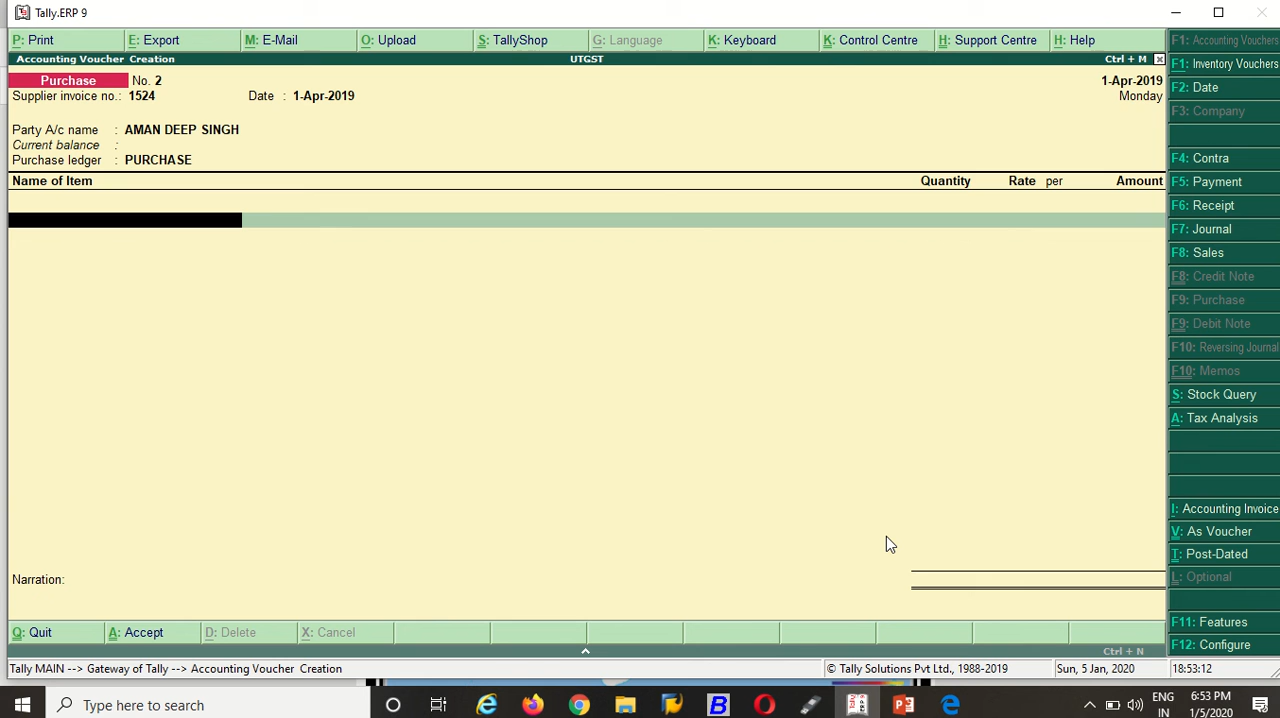 Tally.ERP 9
P: Print E: Export M: E-Mail O: Upload S: TallyShop G: Language K: Keyboard K: Control Centre H: Support Centre H: Help
Accounting Voucher Creation UTGST Ctrl + M
Purchase No. 2 1-Apr-2019
Supplier invoice no.: 1524 Date : 1-Apr-2019 Monday
Party A/c name : AMAN DEEP SINGH
Current balance :
Purchase ledger : PURCHASE
Name of Item Quantity Rate per Amount
Narration:
F1: Accounting Vouchers
F1: Inventory Vouchers
F2: Date
F3: Company
F4: Contra
F5: Payment
F6: Receipt
F7: Journal
F8: Sales
F8: Credit Note
F9: Purchase
F9: Debit Note
F10: Reversing Journal
F10: Memos
S: Stock Query
A: Tax Analysis
I: Accounting Invoice
V: As Voucher
T: Post-Dated
L: Optional
F11: Features
F12: Configure
Q: Quit A: Accept D: Delete X: Cancel
Ctrl + N
Tally MAIN --> Gateway of Tally --> Accounting Voucher Creation © Tally Solutions Pvt Ltd., 1988-2019 Sun, 5 Jan, 2020 18:53:12
Type here to search ENG 6:53 PM
IN 1/5/2020